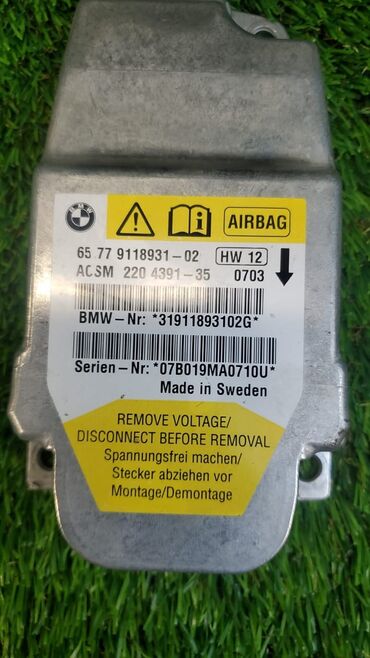 BMW
AIRBAG
65 77 9118931-02 HW 12
ACSM 220 4391-35 0703
BMW-Nr: *31911893102G*
Serien-Nr: *07B019MA0710U*
Made in Sweden
REMOVE VOLTAGE/
DISCONNECT BEFORE REMOVAL
Spannungsfrei machen/
Stecker abziehen vor
Montage/Demontage